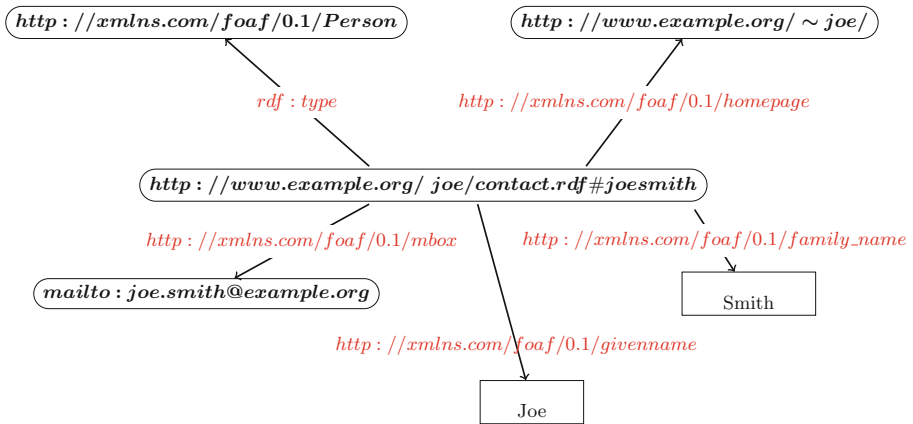 http : //xmlns.com/foaf/0.1/Person
http : //www.example.org/ ∼ joe/
rdf : type
http : //xmlns.com/foaf/0.1/homepage
http : //www.example.org/ joe/contact.rdf#joesmith
http : //xmlns.com/foaf/0.1/mbox
http : //xmlns.com/foaf/0.1/family_name
mailto : joe.smith@example.org
Smith
http : //xmlns.com/foaf/0.1/givenname
Joe